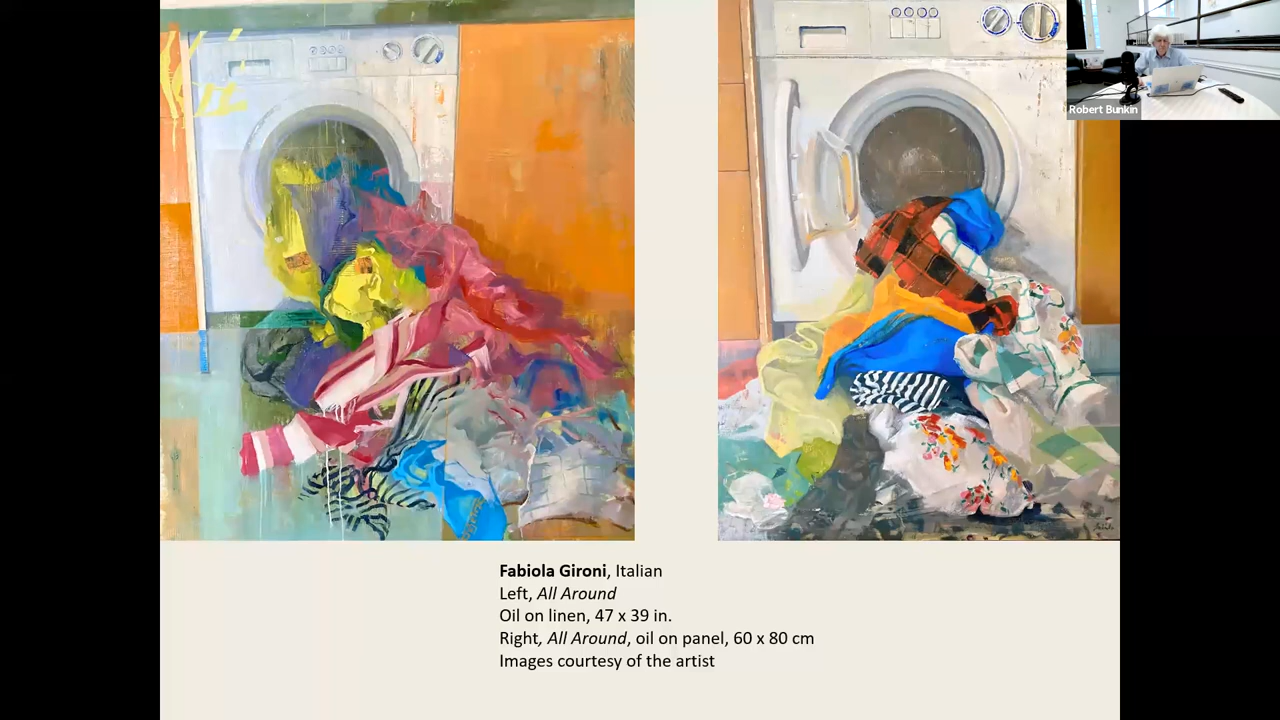 Robert Bunkin
Fabiola Gironi, Italian
Left, All Around
Oil on linen, 47 x 39 in.
Right, All Around, oil on panel, 60 x 80 cm
Images courtesy of the artist